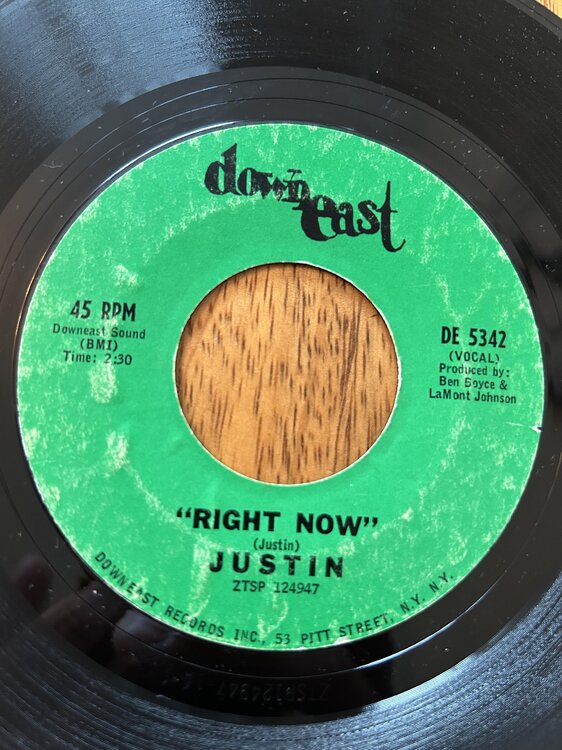 downeast
45 RPM
Downeast Sound
(BMI)
Time: 2:30
DE 5342
(VOCAL)
Produced by:
Ben Boyce &
LaMont Johnson
"RIGHT NOW"
(Justin)
JUSTIN
ZTSP 124947
DOWNEAST RECORDS INC., 53 PITT STREET, N.Y. N.Y.